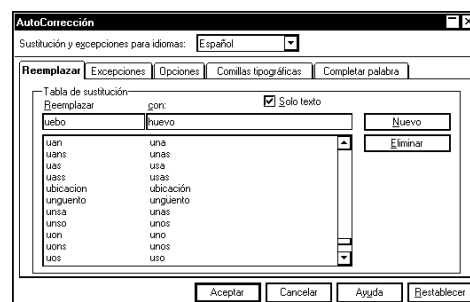 AutoCorrección
Sustitución y excepciones para idiomas: Español
Reemplazar Excepciones Opciones Comillas tipográficas Completar palabra
Tabla de sustitución
Reemplazar con: Solo texto
uebo huevo Nuevo
uan una Eliminar
uans unas
uas usa
uass usas
ubicacion ubicación
unguento ungüento
unsa unas
unso unos
uon uno
uons unos
uos uso
Aceptar Cancelar Ayuda Restablecer